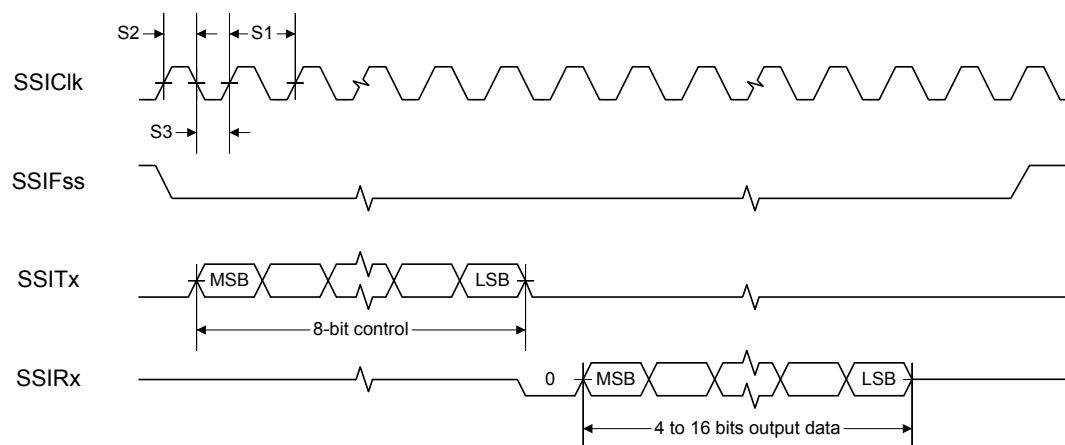 S2
S1
SSIClk
S3
SSIFss
SSITx
MSB
LSB
8-bit control
SSIRx
0
MSB
LSB
4 to 16 bits output data